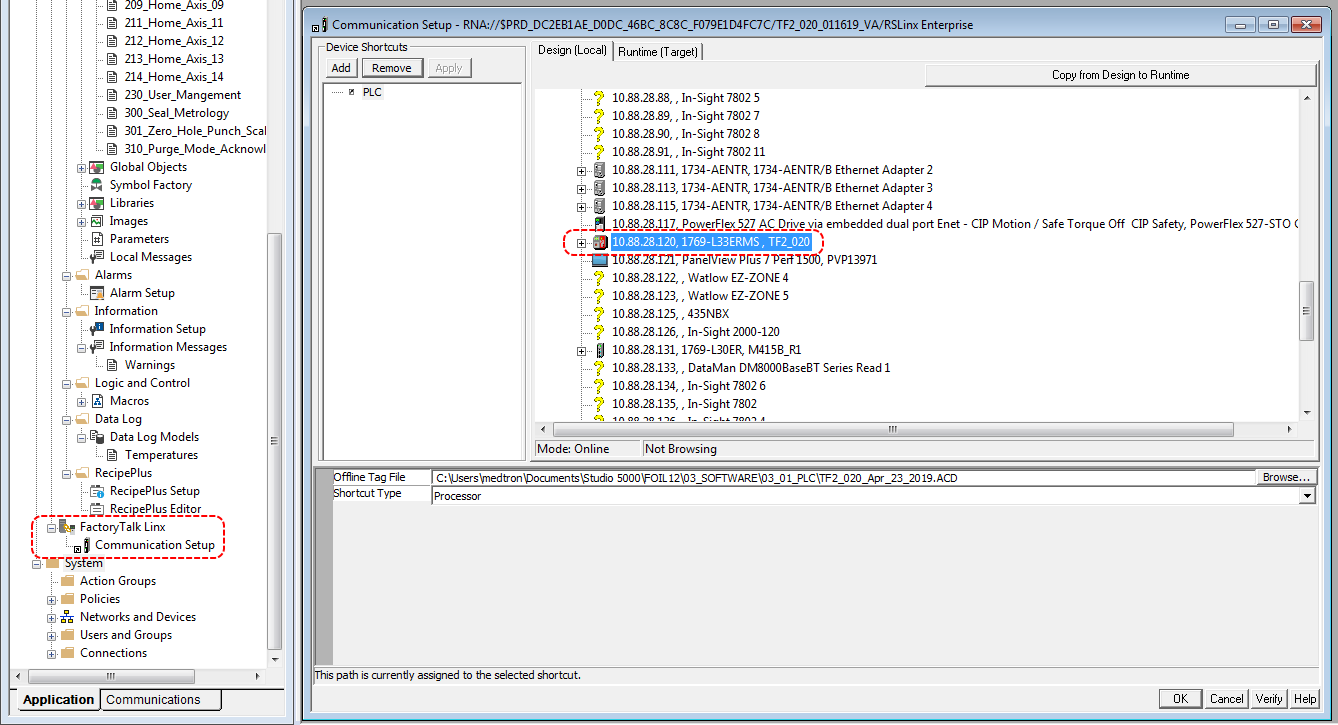 209_Home_Axis_09
211_Home_Axis_11
212_Home_Axis_12
213_Home_Axis_13
214_Home_Axis_14
230_User_Mangement
300_Seal_Metrology
301_Zero_Hole_Punch_Scal
310_Purge_Mode_Acknowl
Global Objects
Symbol Factory
Libraries
Images
Parameters
Local Messages
Alarms
Alarm Setup
Information
Information Setup
Information Messages
Warnings
Logic and Control
Macros
Data Log
Data Log Models
Temperatures
RecipePlus
RecipePlus Setup
RecipePlus Editor
FactoryTalk Linx
Communication Setup
System
Action Groups
Policies
Networks and Devices
Users and Groups
Connections
Application
Communications
Communication Setup - RNA://$PRD_DC2EB1AE_D0DC_46BC_8C8C_F079E1D4FC7C/TF2_020_011619_VA/RSLinx Enterprise
Device Shortcuts
Add
Remove
Apply
PLC
Design (Local)
Runtime (Target)
Copy from Design to Runtime
10.88.28.88, , In-Sight 7802 5
10.88.28.89, , In-Sight 7802 7
10.88.28.90, , In-Sight 7802 8
10.88.28.91, , In-Sight 7802 11
10.88.28.111, 1734-AENTR, 1734-AENTR/B Ethernet Adapter 2
10.88.28.113, 1734-AENTR, 1734-AENTR/B Ethernet Adapter 3
10.88.28.115, 1734-AENTR, 1734-AENTR/B Ethernet Adapter 4
10.88.28.117, PowerFlex 527 AC Drive via embedded dual port Enet - CIP Motion / Safe Torque Off  CIP Safety, PowerFlex 527-STO C
10.88.28.120, 1769-L33ERMS , TF2_020
10.88.28.121, PanelView Plus 7 Perf 1500, PVP13971
10.88.28.122, , Watlow EZ-ZONE 4
10.88.28.123, , Watlow EZ-ZONE 5
10.88.28.125, , 435NBX
10.88.28.126, , In-Sight 2000-120
10.88.28.131, 1769-L30ER, M415B_R1
10.88.28.133, , DataMan DM8000BaseBT Series Read 1
10.88.28.134, , In-Sight 7802 6
10.88.28.135, , In-Sight 7802
10.88.28.136, , In-Sight 7802 4
Mode: Online
Not Browsing
Offline Tag File
C:\Users\medtron\Documents\Studio 5000\FOIL12\03_SOFTWARE\03_01_PLC\TF2_020_Apr_23_2019.ACD
Browse...
Shortcut Type
Processor
This path is currently assigned to the selected shortcut.
OK
Cancel
Verify
Help